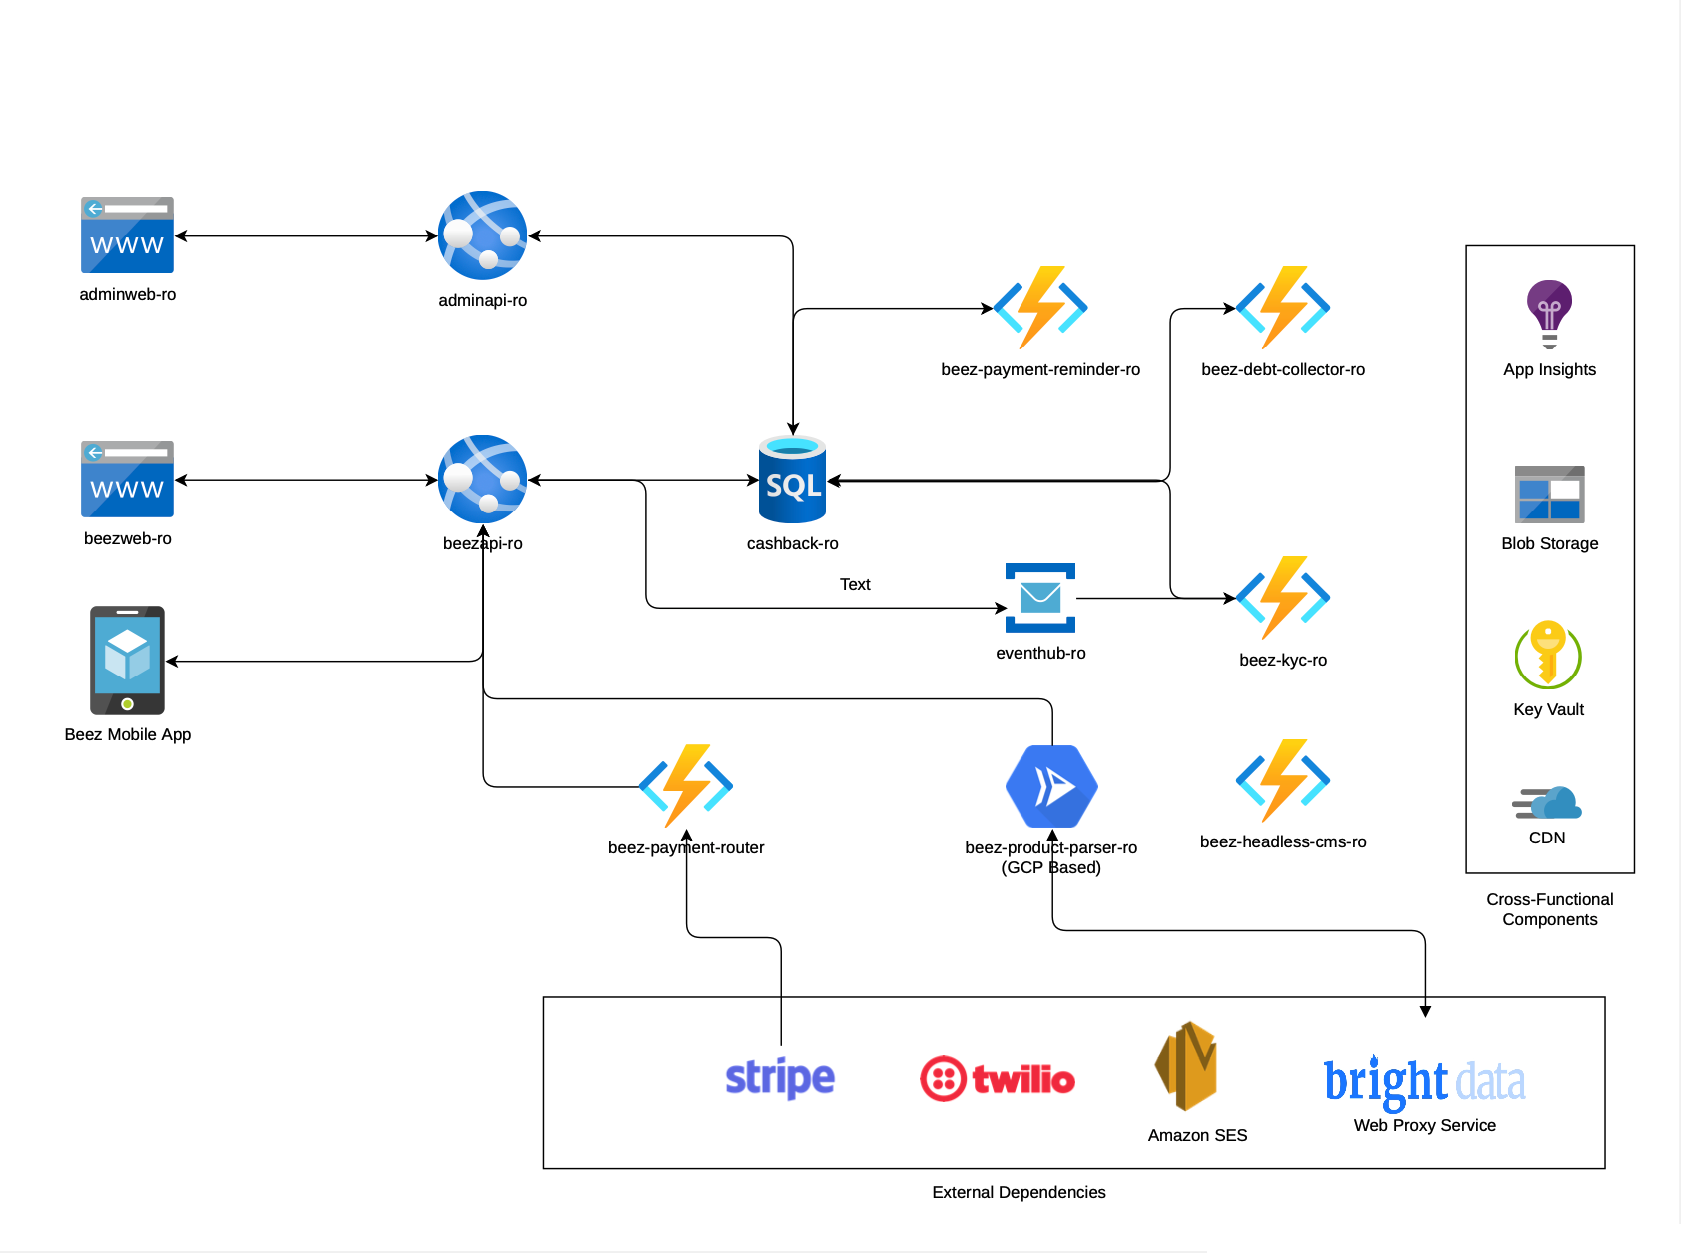 WWW
adminweb-ro
adminapi-ro
beez-payment-reminder-ro
beez-debt-collector-ro
App Insights
WWW
beezweb-ro
beezapi-ro
SQL
cashback-ro
Blob Storage
Text
eventhub-ro
beez-kyc-ro
Key Vault
Beez Mobile App
beez-payment-router
beez-product-parser-ro
(GCP Based)
beez-headless-cms-ro
CDN
Cross-Functional
Components
stripe
twilio
Amazon SES
bright data
Web Proxy Service
External Dependencies